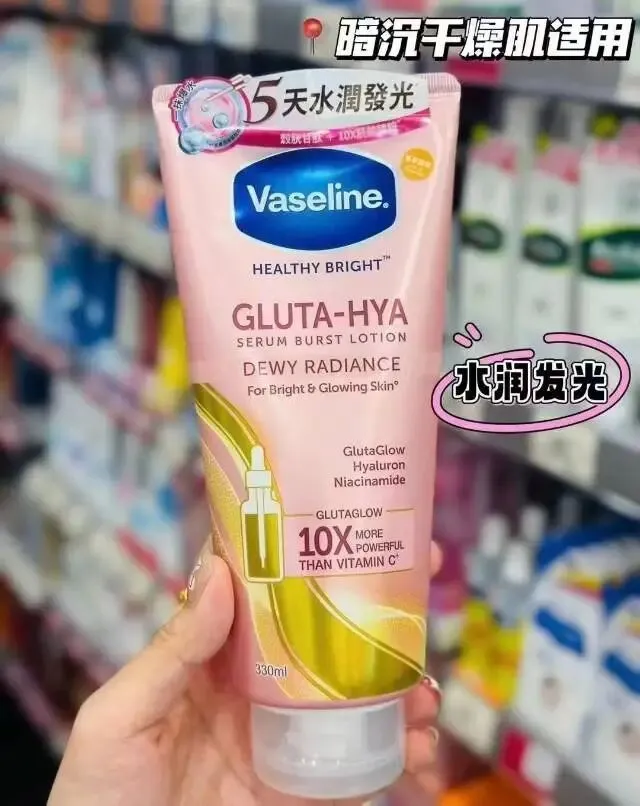 暗沉干燥肌适用
5天水潤發光
Vaseline.
HEALTHY BRIGHT™
GLUTA-HYA
SERUM BURST LOTION
DEWY RADIANCE
For Bright & Glowing Skin°
水润发光
GlutaGlow
Hyaluron
Niacinamide
GLUTAGLOW
10X MORE POWERFUL
THAN VITAMIN C^
330ml